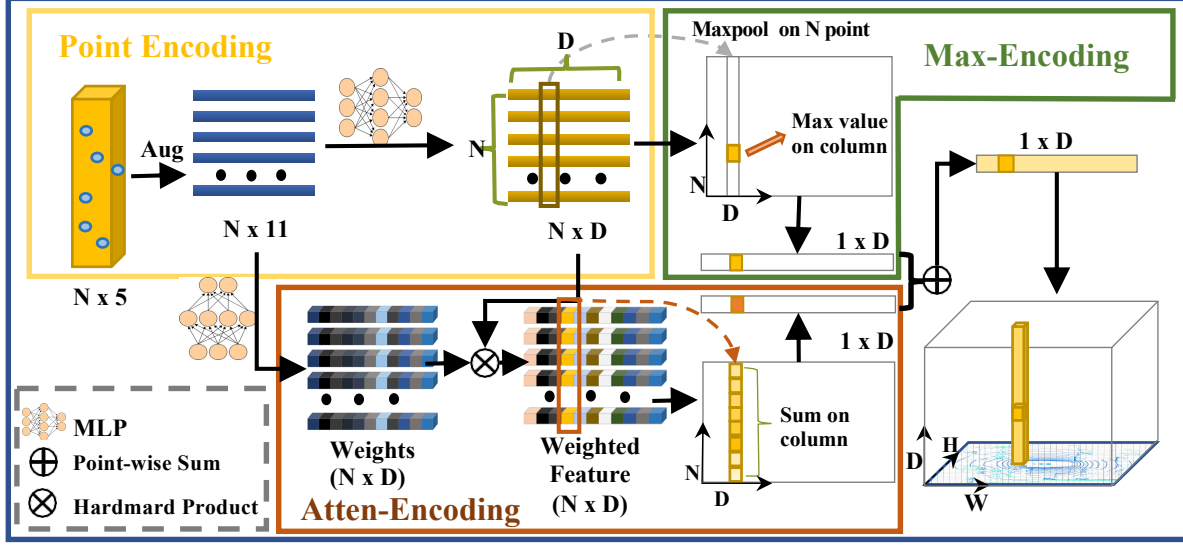 Point Encoding
D
Maxpool on N point
Max-Encoding
Aug
N
Max value
on column
1 x D
N
D
N x 11
N x D
1 x D
N x 5
1 x D
Weights
(N x D)
Weighted
Feature
(N x D)
Sum on
column
N
D
MLP
Point-wise Sum
Hardmard Product
Atten-Encoding
D
H
W